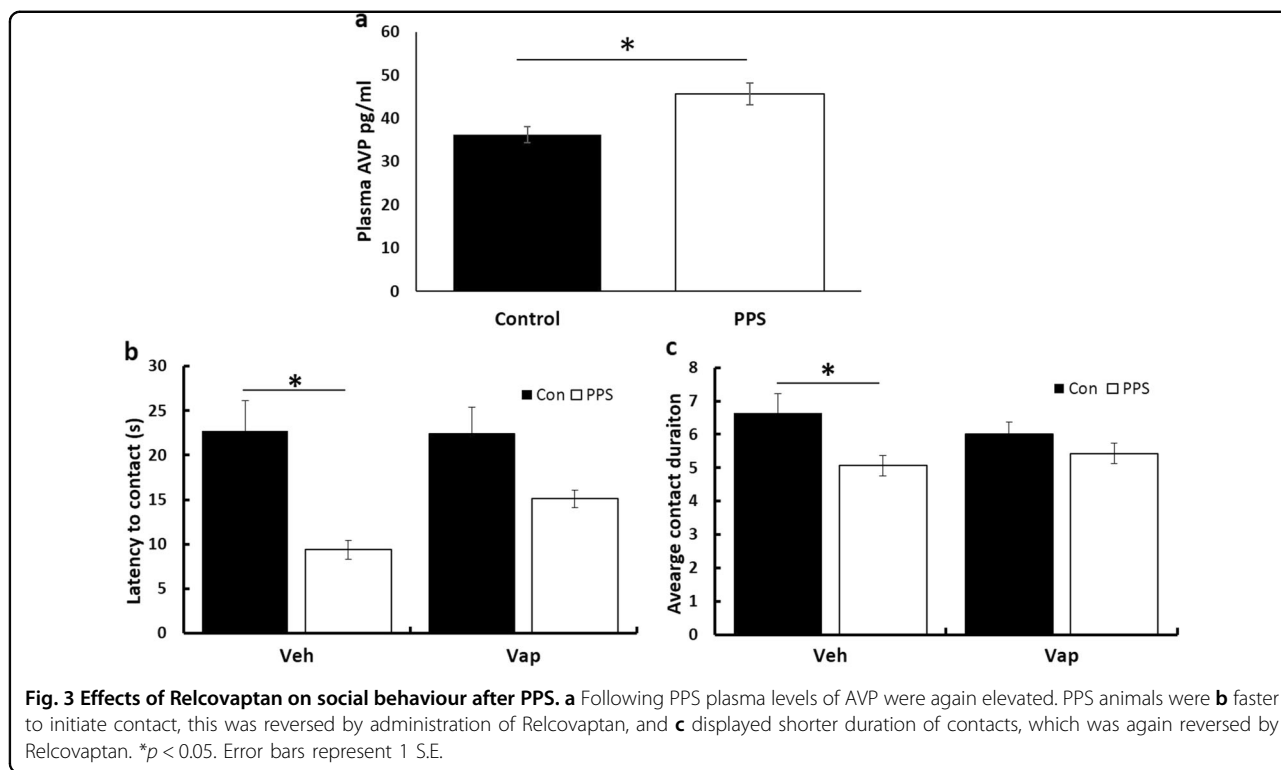 a
60
50
40
30
20
10
0
Plasma AVP pg/ml
*
Control PPS
b
30
25
20
15
10
5
0
Latency to contact (s)
*
Con PPS
Veh Vap
c
8
7
6
5
4
3
2
1
0
Avearge contact duraiton
*
Con PPS
Veh Vap
Fig. 3 Effects of Relcovaptan on social behaviour after PPS. a Following PPS plasma levels of AVP were again elevated. PPS animals were b faster
to initiate contact, this was reversed by administration of Relcovaptan, and c displayed shorter duration of contacts, which was again reversed by
Relcovaptan. *p < 0.05. Error bars represent 1 S.E.